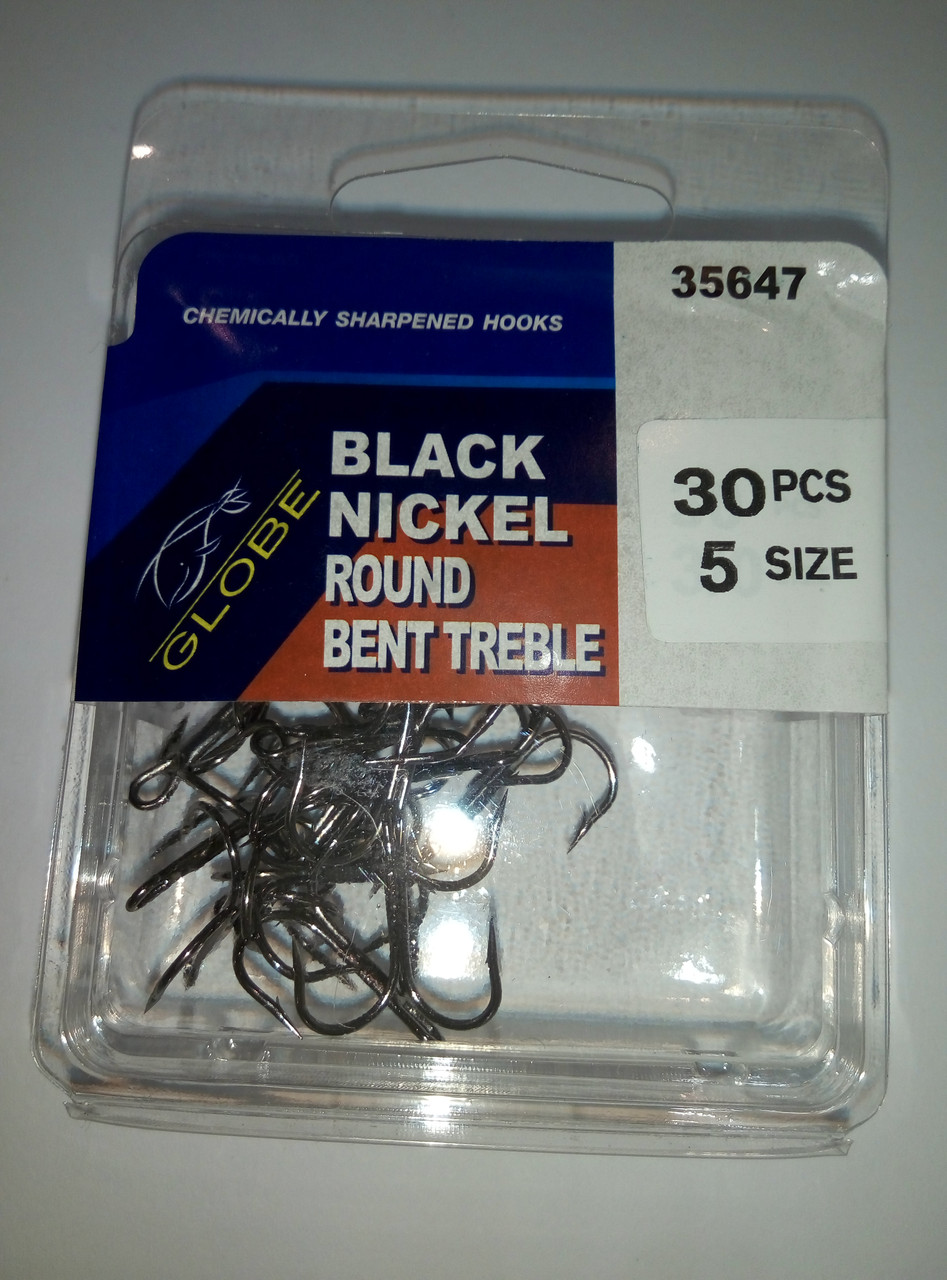 35647
CHEMICALLY SHARPENED HOOKS
GLOBE
BLACK
NICKEL
ROUND
BENT TREBLE
30 PCS
5 SIZE